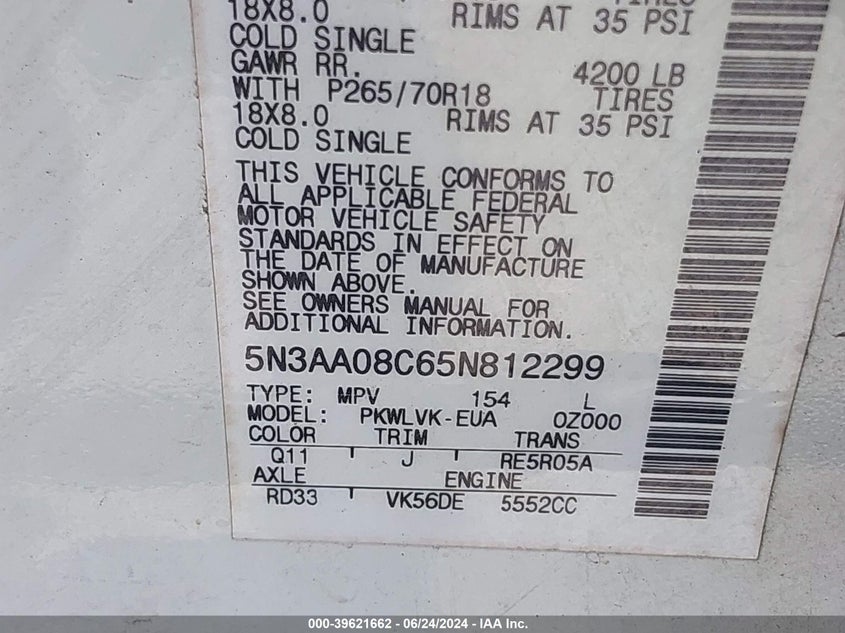 18X8.0 RIMS AT 35 PSI
COLD SINGLE
GAWR RR. 4200 LB
WITH P265/70R18 TIRES
18X8.0 RIMS AT 35 PSI
COLD SINGLE
THIS VEHICLE CONFORMS TO
ALL APPLICABLE FEDERAL
MOTOR VEHICLE SAFETY
STANDARDS IN EFFECT ON
THE DATE OF MANUFACTURE
SHOWN ABOVE.
SEE OWNERS MANUAL FOR
ADDITIONAL INFORMATION.
5N3AA08C65N812299
TYPE: MPV 154 L
MODEL: PKWLVK-EUA 0Z000
COLOR TRIM TRANS
Q11 J RE5R05A
AXLE ENGINE
RD33 VK56DE 5552CC
000-39621662 - 06/24/2024 - IAA Inc.